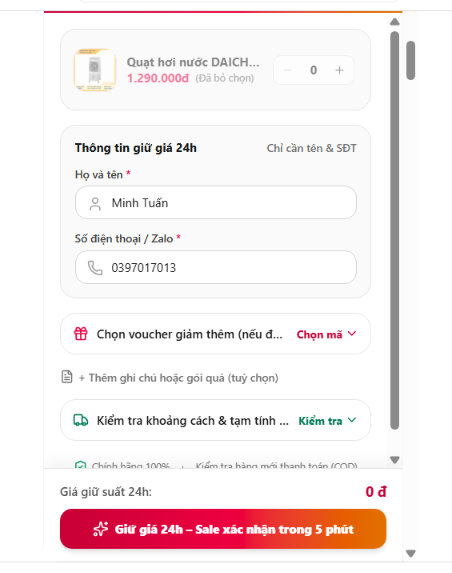 Quạt hơi nước DAICH...
1.290.000đ (Đã bỏ chọn)
− 0 +
Thông tin giữ giá 24h Chỉ cần tên & SĐT
Họ và tên *
Minh Tuấn
Số điện thoại / Zalo *
0397017013
Chọn voucher giảm thêm (nếu đ... Chọn mã
+ Thêm ghi chú hoặc gói quà (tuỳ chọn)
Kiểm tra khoảng cách & tạm tính ... Kiểm tra
Chính hãng 100% · Kiểm tra hàng mới thanh toán (COD)
Giá giữ suất 24h: 0 đ
Giữ giá 24h – Sale xác nhận trong 5 phút